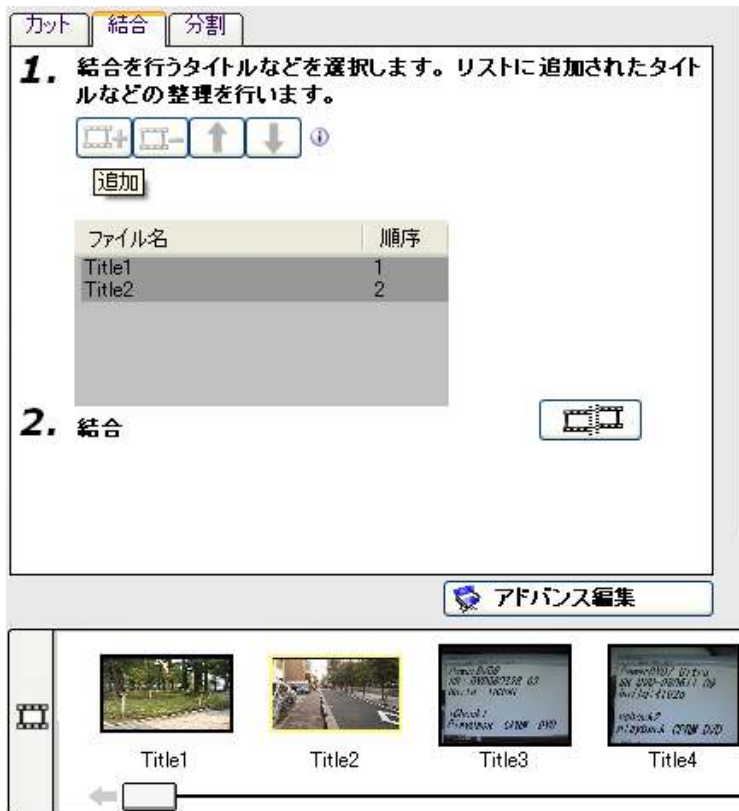 カット 結合 分割
1. 結合を行うタイトルなどを選択します。リストに追加されたタイト
ルなどの整理を行います。
追加
ファイル名 順序
Title1 1
Title2 2
2. 結合
アドバンス編集
Title1 Title2 Title3 Title4